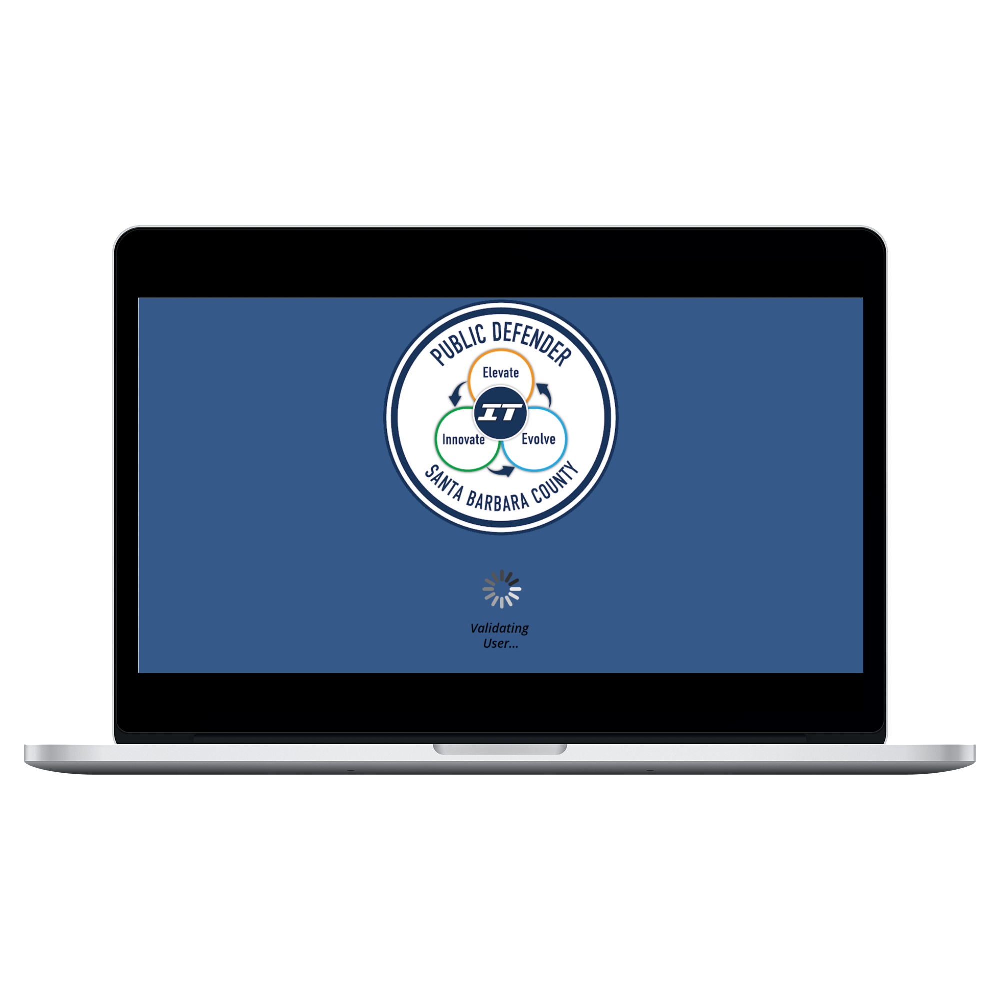 PUBLIC DEFENDER
Elevate
IT
Innovate
Evolve
SANTA BARBARA COUNTY
Validating
User...